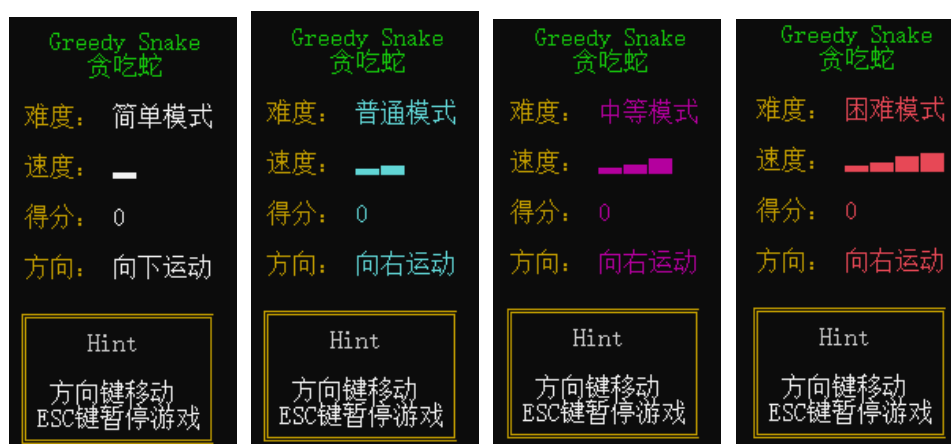 Greedy Snake
贪吃蛇
难度： 简单模式
速度：
得分： 0
方向： 向下运动
Hint
方向键移动
ESC键暂停游戏
Greedy Snake
贪吃蛇
难度： 普通模式
速度：
得分： 0
方向： 向右运动
Hint
方向键移动
ESC键暂停游戏
Greedy Snake
贪吃蛇
难度： 中等模式
速度：
得分： 0
方向： 向右运动
Hint
方向键移动
ESC键暂停游戏
Greedy Snake
贪吃蛇
难度： 困难模式
速度：
得分： 0
方向： 向右运动
Hint
方向键移动
ESC键暂停游戏